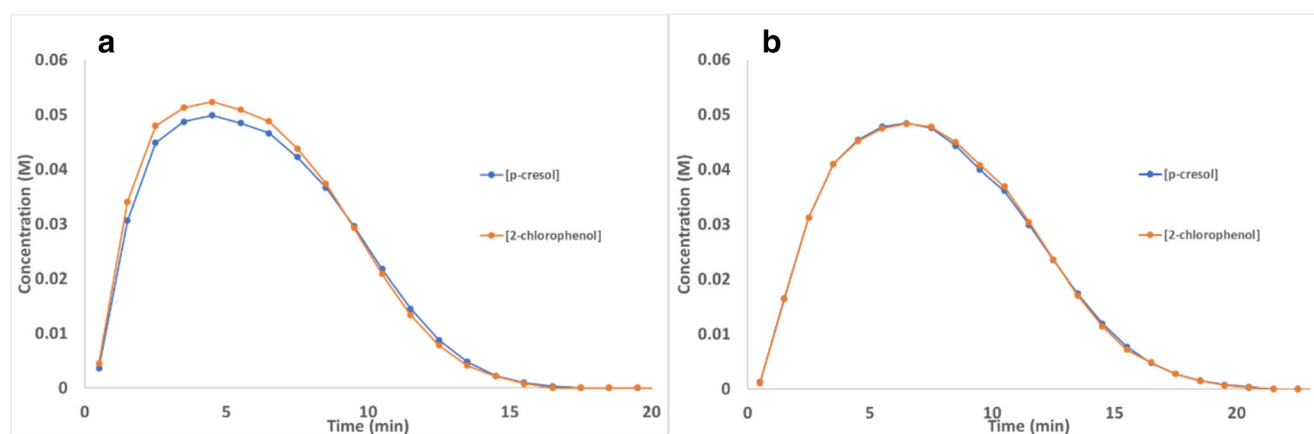 a
0.06
0.05
0.04
0.03
0.02
0.01
0
Concentration (M)
[p-cresol]
[2-chlorophenol]
0 5 10 15 20
Time (min)
b
0.06
0.05
0.04
0.03
0.02
0.01
0
Concentration (M)
[p-cresol]
[2-chlorophenol]
0 5 10 15 20
Time (min)